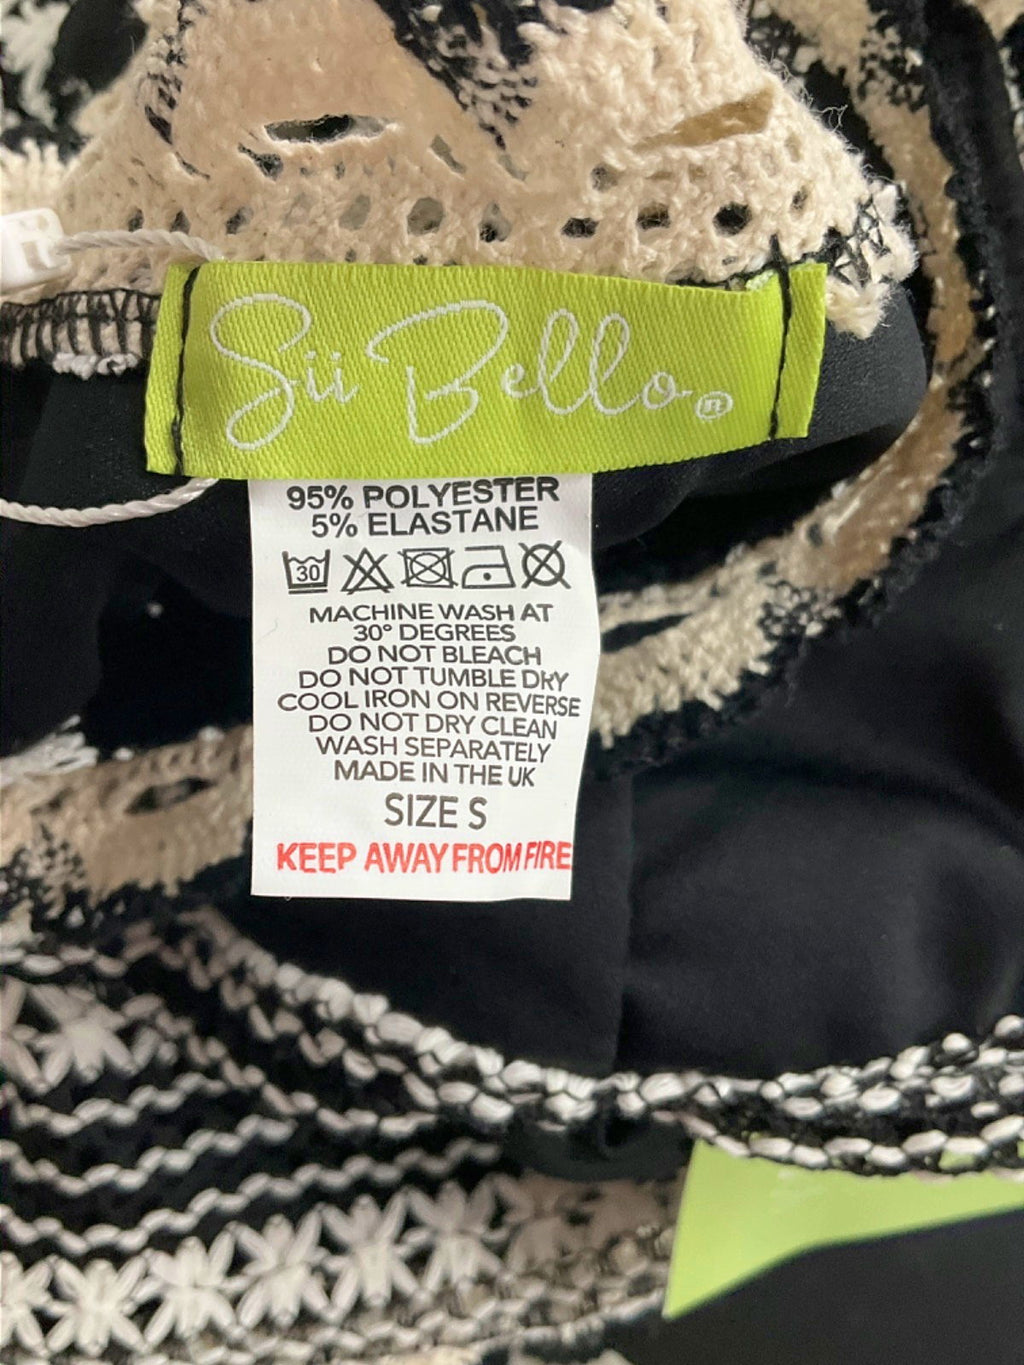 Sii Bello ®
95% POLYESTER
5% ELASTANE
30
MACHINE WASH AT
30° DEGREES
DO NOT BLEACH
DO NOT TUMBLE DRY
COOL IRON ON REVERSE
DO NOT DRY CLEAN
WASH SEPARATELY
MADE IN THE UK
SIZE S
KEEP AWAY FROM FIRE